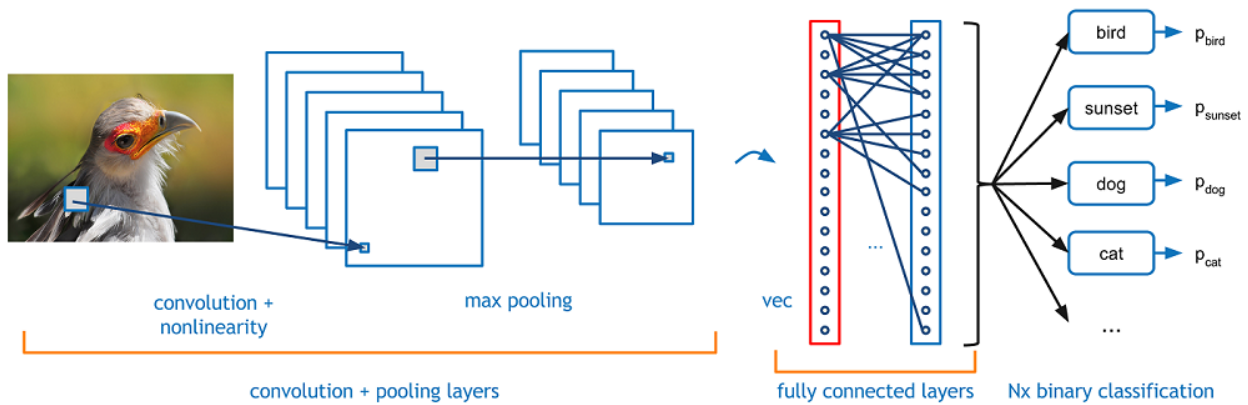 convolution +
nonlinearity
max pooling
convolution + pooling layers
vec
...
fully connected layers
bird
p_bird
sunset
p_sunset
dog
p_dog
cat
p_cat
...
Nx binary classification